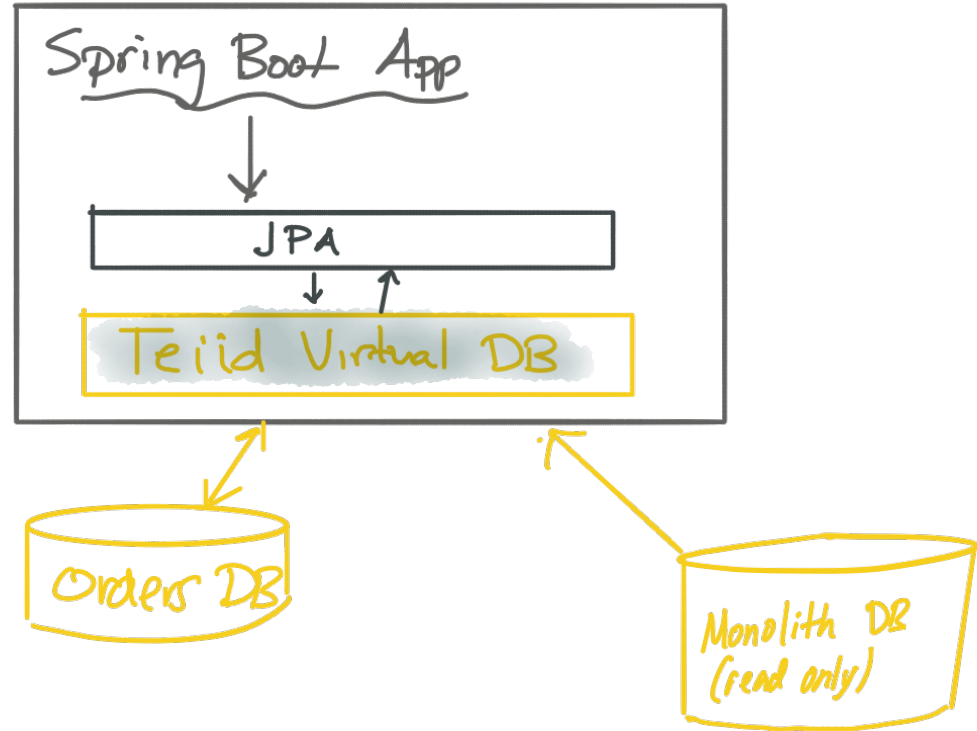 Spring Boot App
JPA
Teiid Virtual DB
Orders DB
Monolith DB
(read only)